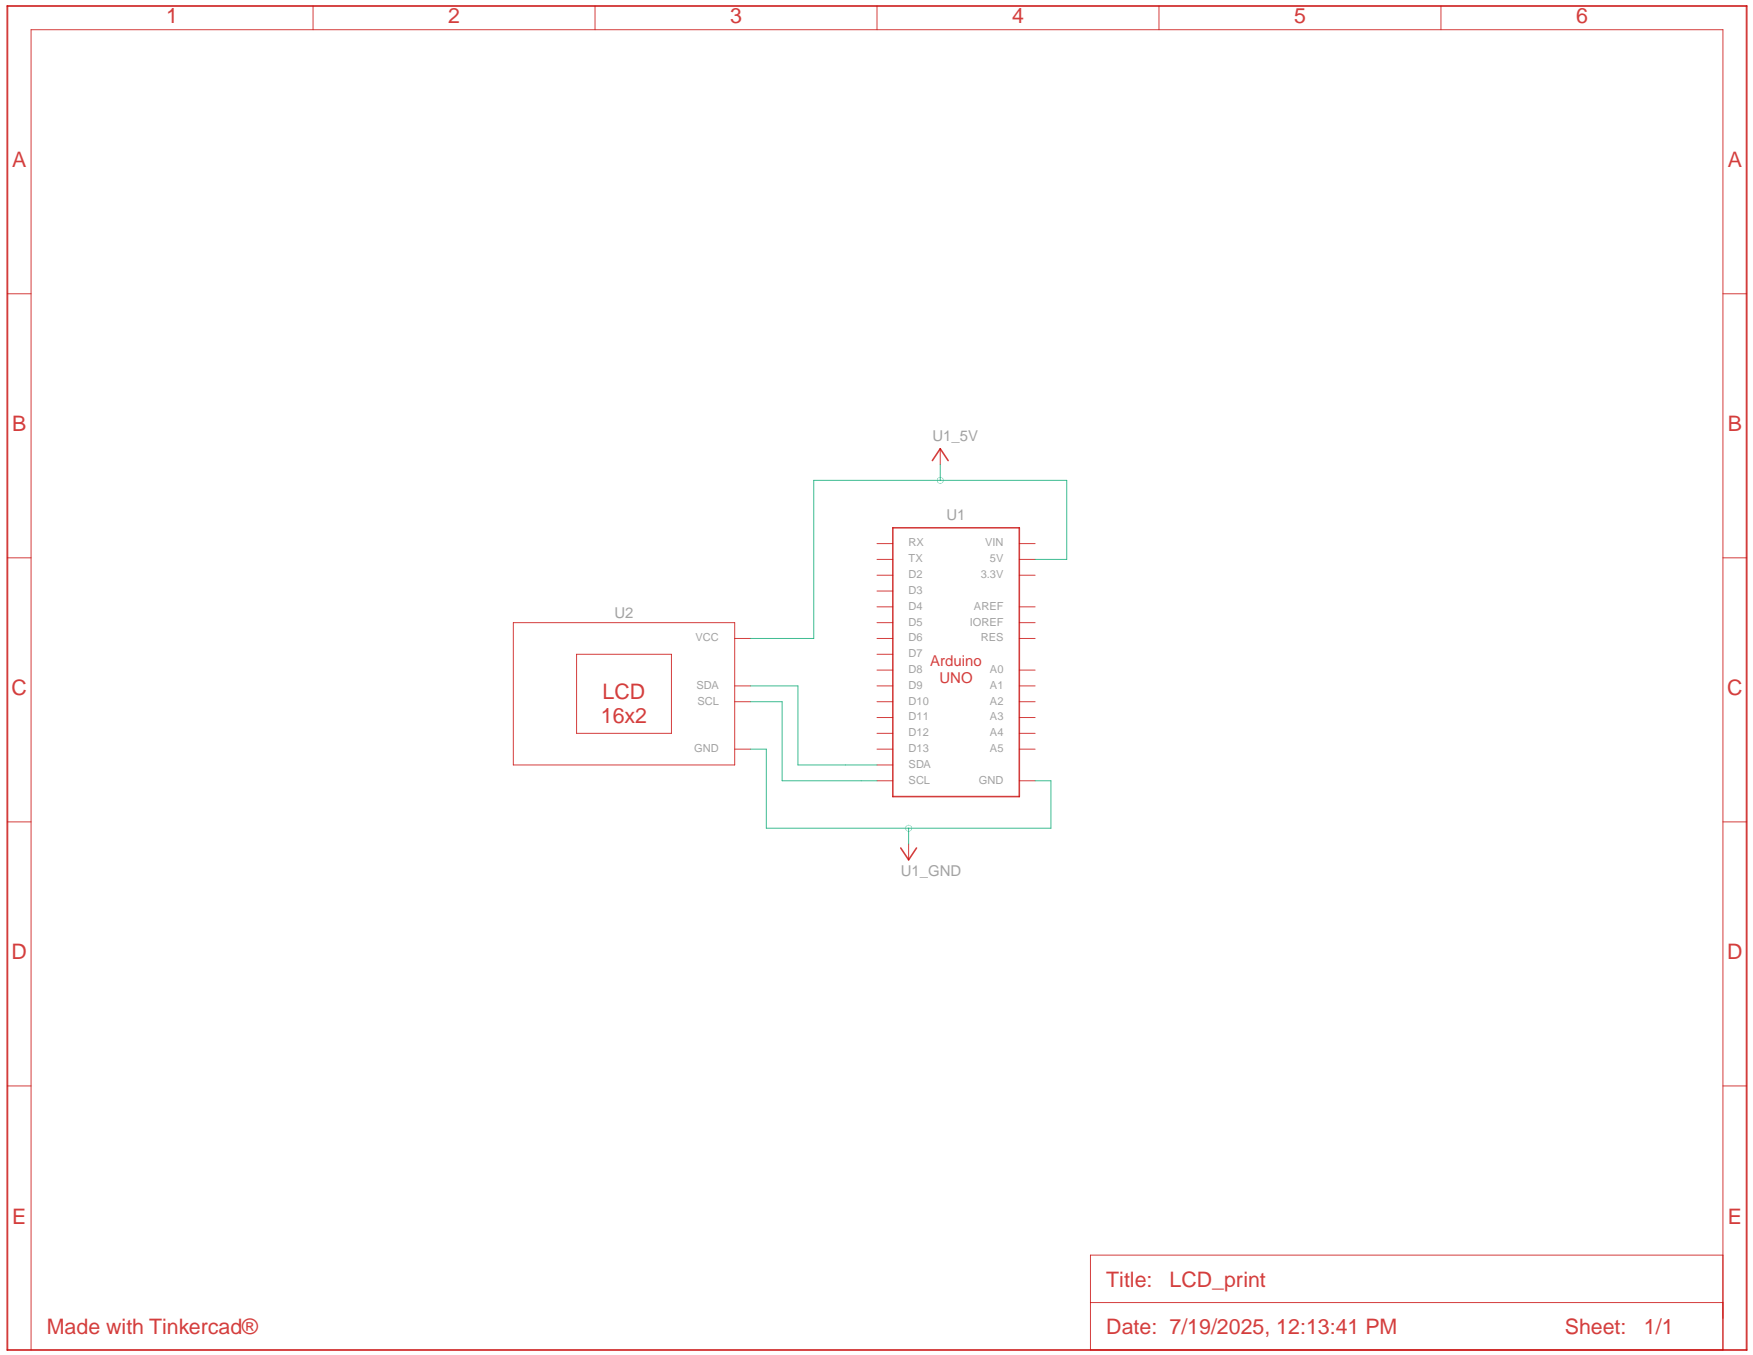 1 2 3 4 5 6
A A
B B
U1_5V
U1
RX VIN
TX 5V
D2 3.3V
D3
D4 AREF
D5 IOREF
D6 RES
D7
D8 A0
D9 A1
D10 A2
D11 A3
D12 A4
D13 A5
SDA
SCL GND
Arduino
UNO
U2
VCC
SDA
SCL
GND
LCD
16x2
C C
U1_GND
D D
E E
Title: LCD_print
Made with Tinkercad®
Date: 7/19/2025, 12:13:41 PM Sheet: 1/1